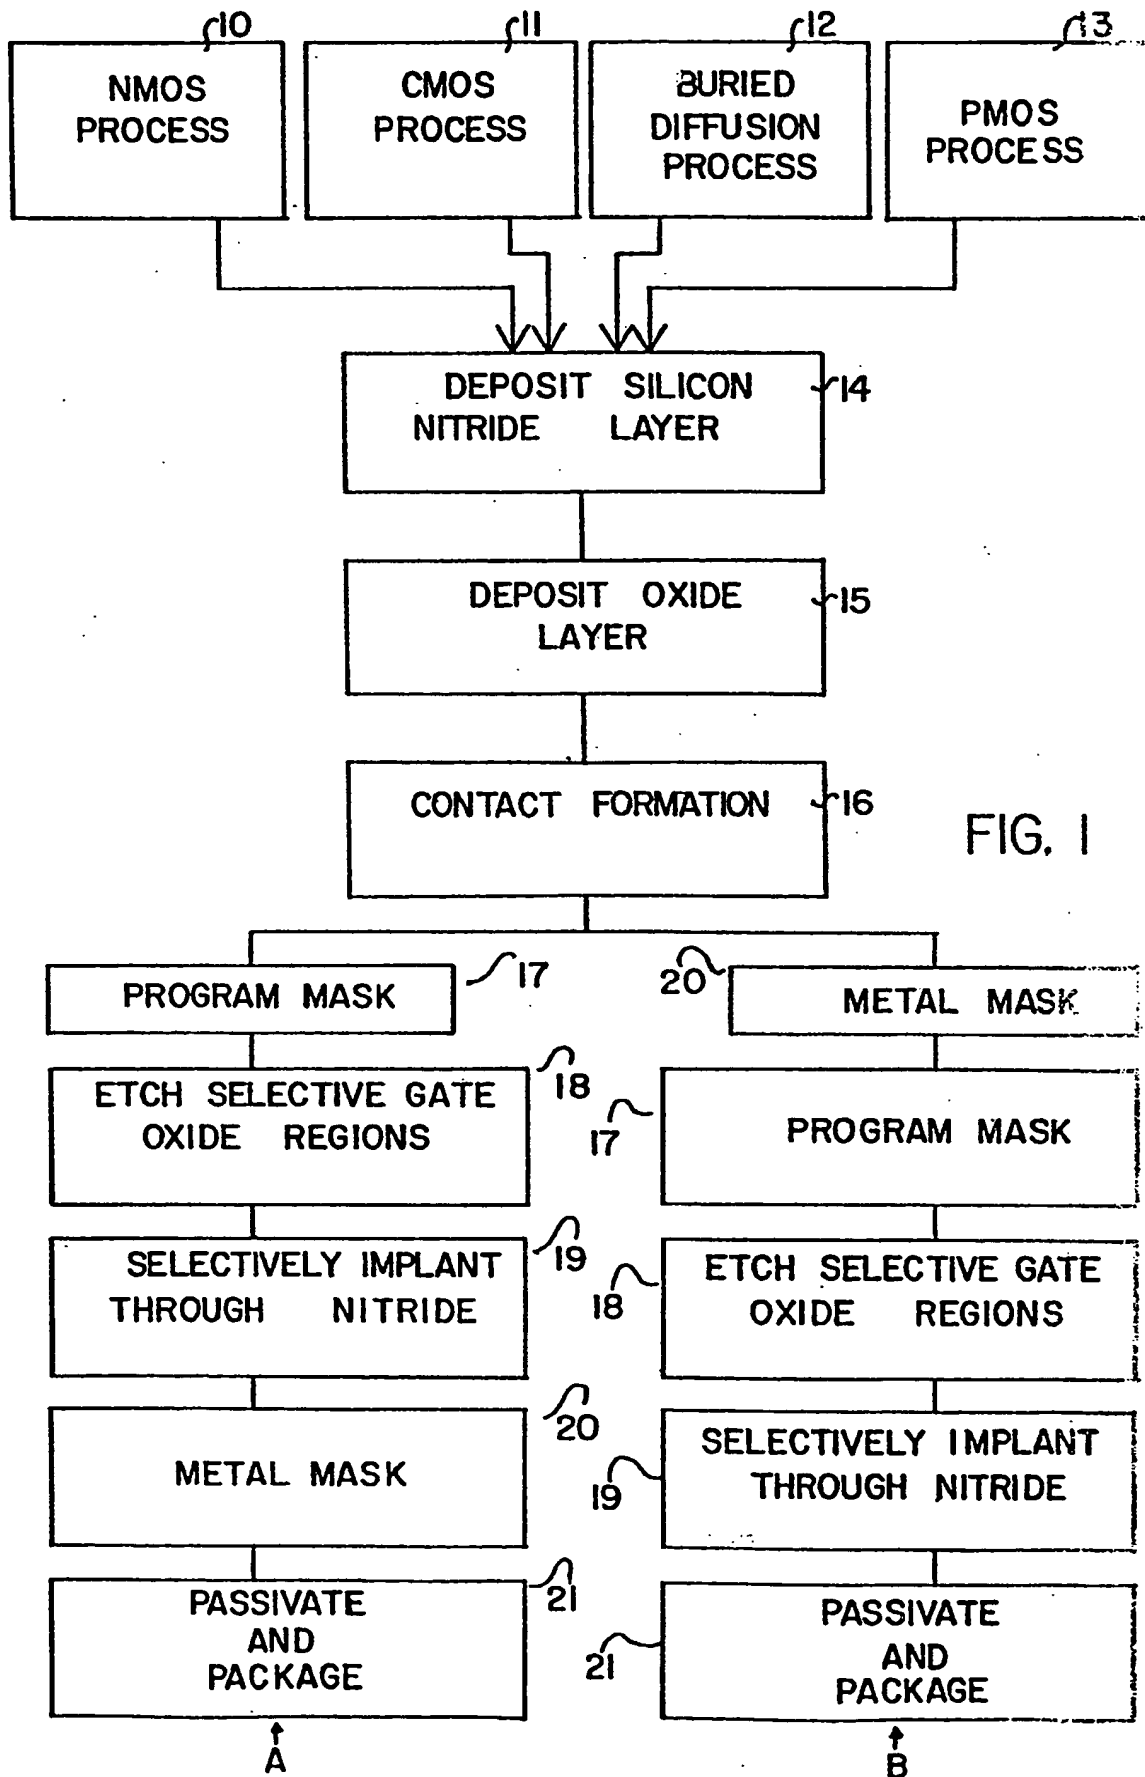 10
11
12
13
NMOS
PROCESS
CMOS
PROCESS
BURIED
DIFFUSION
PROCESS
PMOS
PROCESS
DEPOSIT SILICON
NITRIDE LAYER
14
DEPOSIT OXIDE
LAYER
15
CONTACT FORMATION
16
FIG. 1
PROGRAM MASK
17
ETCH SELECTIVE GATE
OXIDE REGIONS
18
SELECTIVELY IMPLANT
THROUGH NITRIDE
19
METAL MASK
20
PASSIVATE
AND
PACKAGE
21
A
20
METAL MASK
17
PROGRAM MASK
18
ETCH SELECTIVE GATE
OXIDE REGIONS
19
SELECTIVELY IMPLANT
THROUGH NITRIDE
21
PASSIVATE
AND
PACKAGE
B